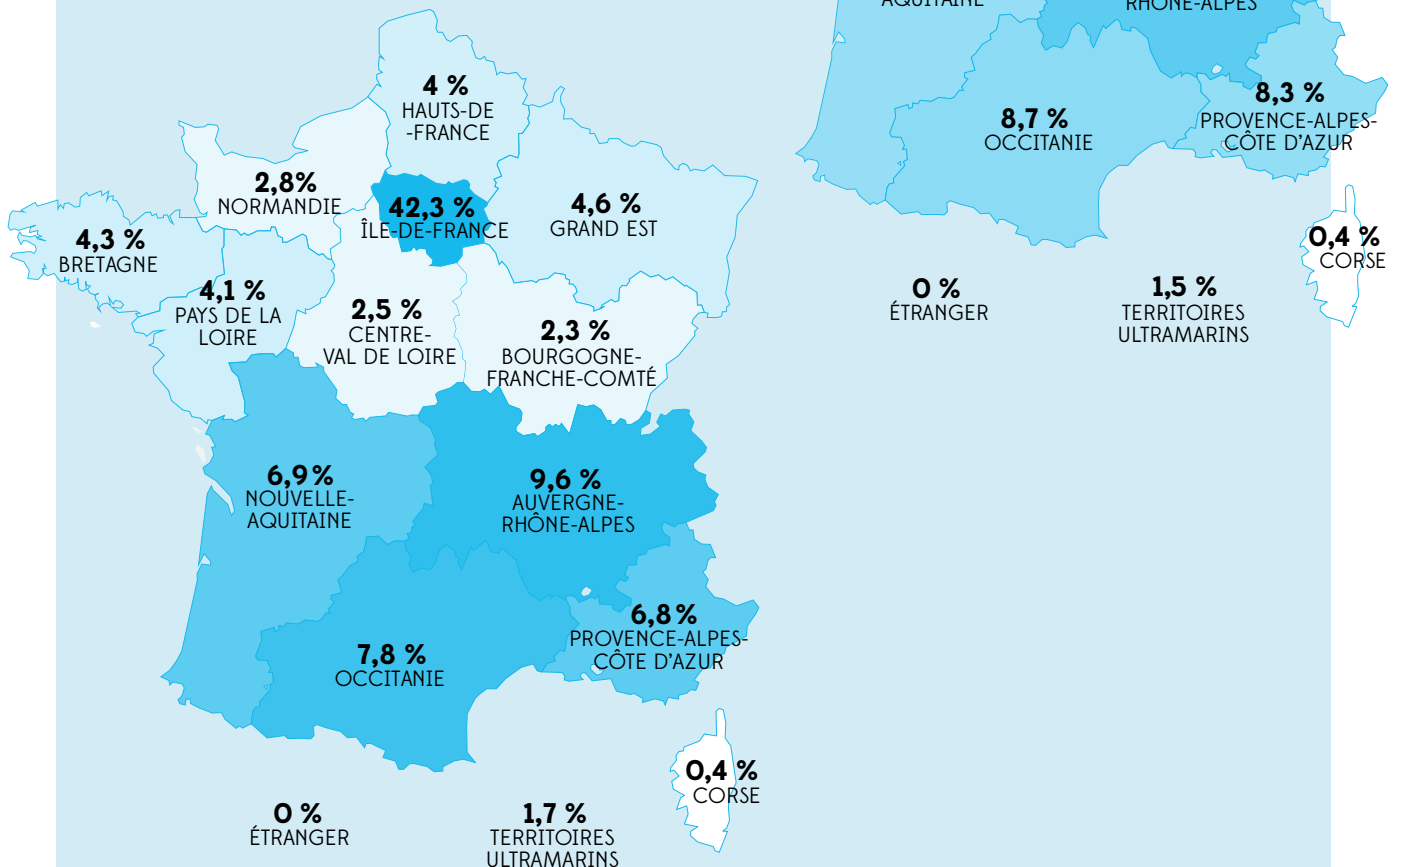 AQUITAINE
RHÔNE-ALPES
8,3 %
PROVENCE-ALPES-
CÔTE D'AZUR
8,7 %
OCCITANIE
0,4 %
CORSE
0 %
ÉTRANGER
1,5 %
TERRITOIRES
ULTRAMARINS
4 %
HAUTS-DE
-FRANCE
2,8%
NORMANDIE
42,3 %
ÎLE-DE-FRANCE
4,6 %
GRAND EST
4,3 %
BRETAGNE
4,1 %
PAYS DE LA
LOIRE
2,5 %
CENTRE-
VAL DE LOIRE
2,3 %
BOURGOGNE-
FRANCHE-COMTÉ
6,9%
NOUVELLE-
AQUITAINE
9,6 %
AUVERGNE-
RHÔNE-ALPES
6,8%
PROVENCE-ALPES-
CÔTE D'AZUR
7,8 %
OCCITANIE
0,4 %
CORSE
0 %
ÉTRANGER
1,7 %
TERRITOIRES
ULTRAMARINS